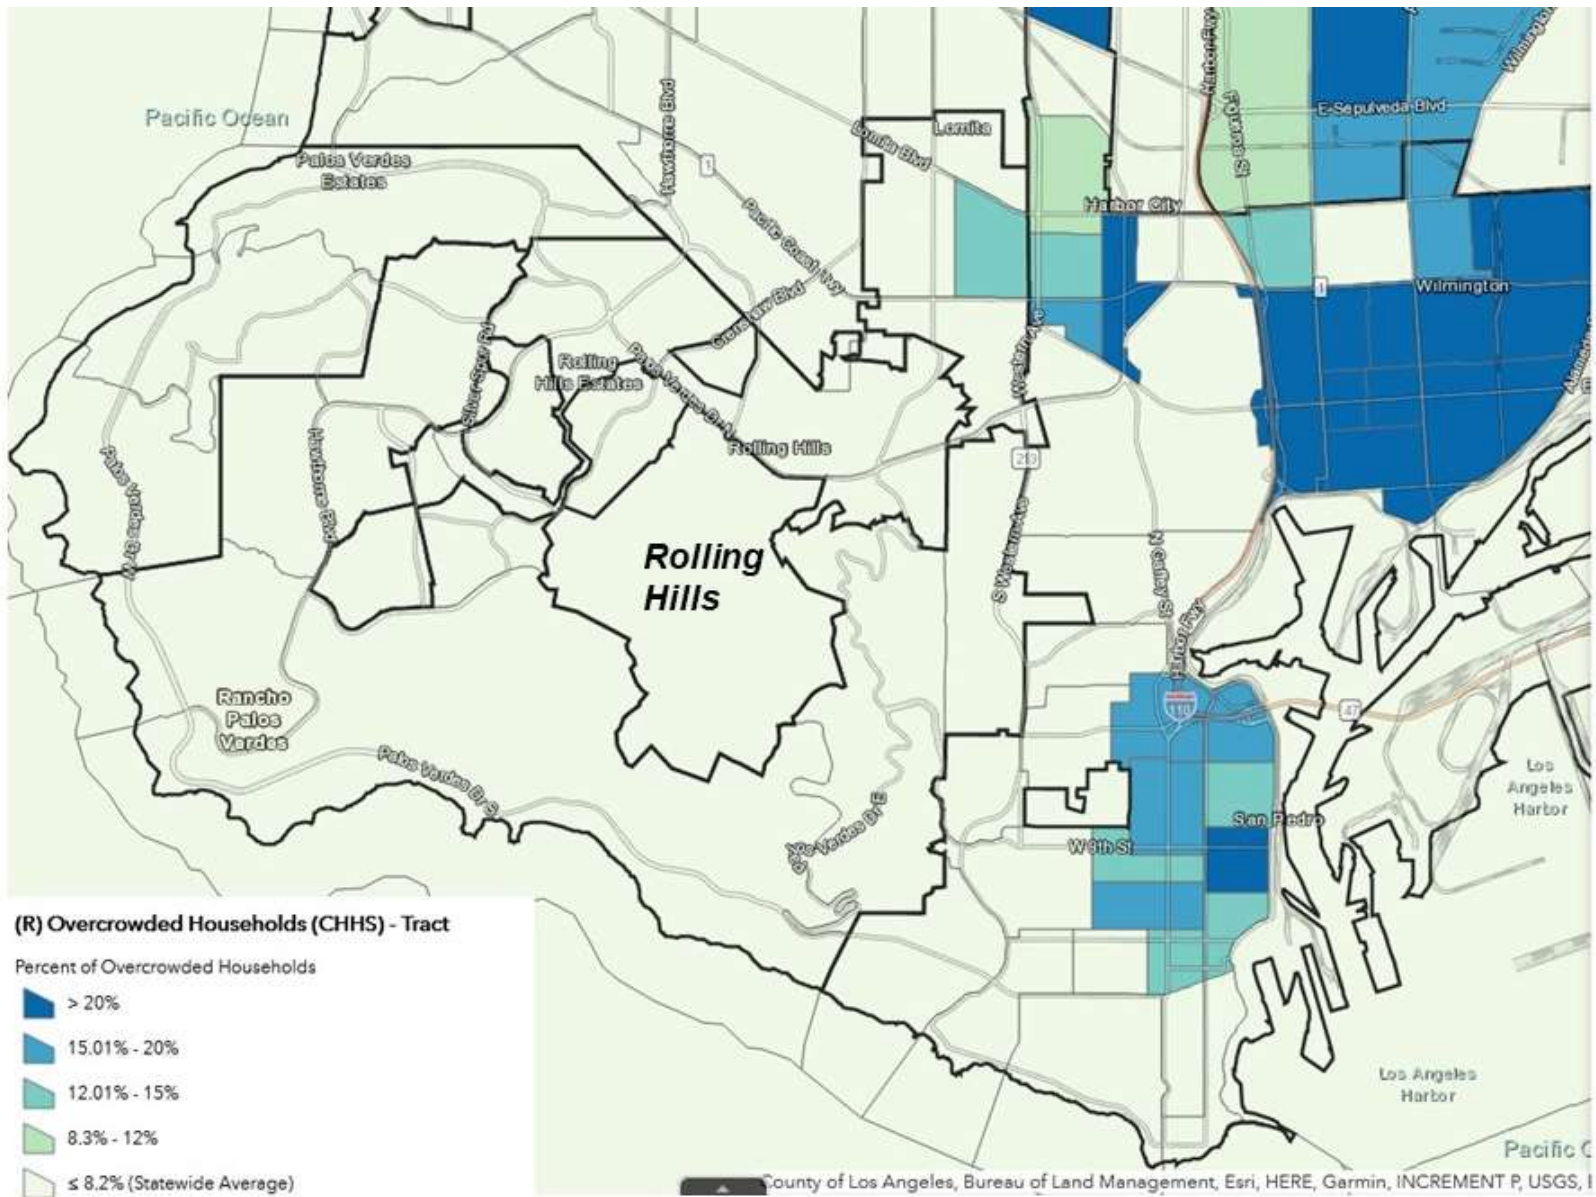 Pacific Ocean
Palos Verdes
Estates
Hawthorne Blvd
1
Lomita Blvd
Lomita
Harbor Fwy
Figueroa St
E Sepulveda Blvd
Harbor City
Pacific Coast Hwy
Crenshaw Blvd
1
Wilmington
Western Ave
Silver Spur Rd
Rolling
Hills Estates
Palos Verdes Dr N
Rolling Hills
Palos Verdes Dr W
Hawthorne Blvd
213
Rolling
Hills
S Western Ave
N Gaffey St
Harbor Fwy
Rancho
Palos
Verdes
110
47
Palos Verdes Dr S
Palos Verdes Dr E
San Pedro
W 9th St
Los
Angeles
Harbor
(R) Overcrowded Households (CHHS) - Tract
Percent of Overcrowded Households
> 20%
15.01% - 20%
12.01% - 15%
8.3% - 12%
≤ 8.2% (Statewide Average)
Los Angeles
Harbor
Pacific
County of Los Angeles, Bureau of Land Management, Esri, HERE, Garmin, INCREMENT P, USGS,